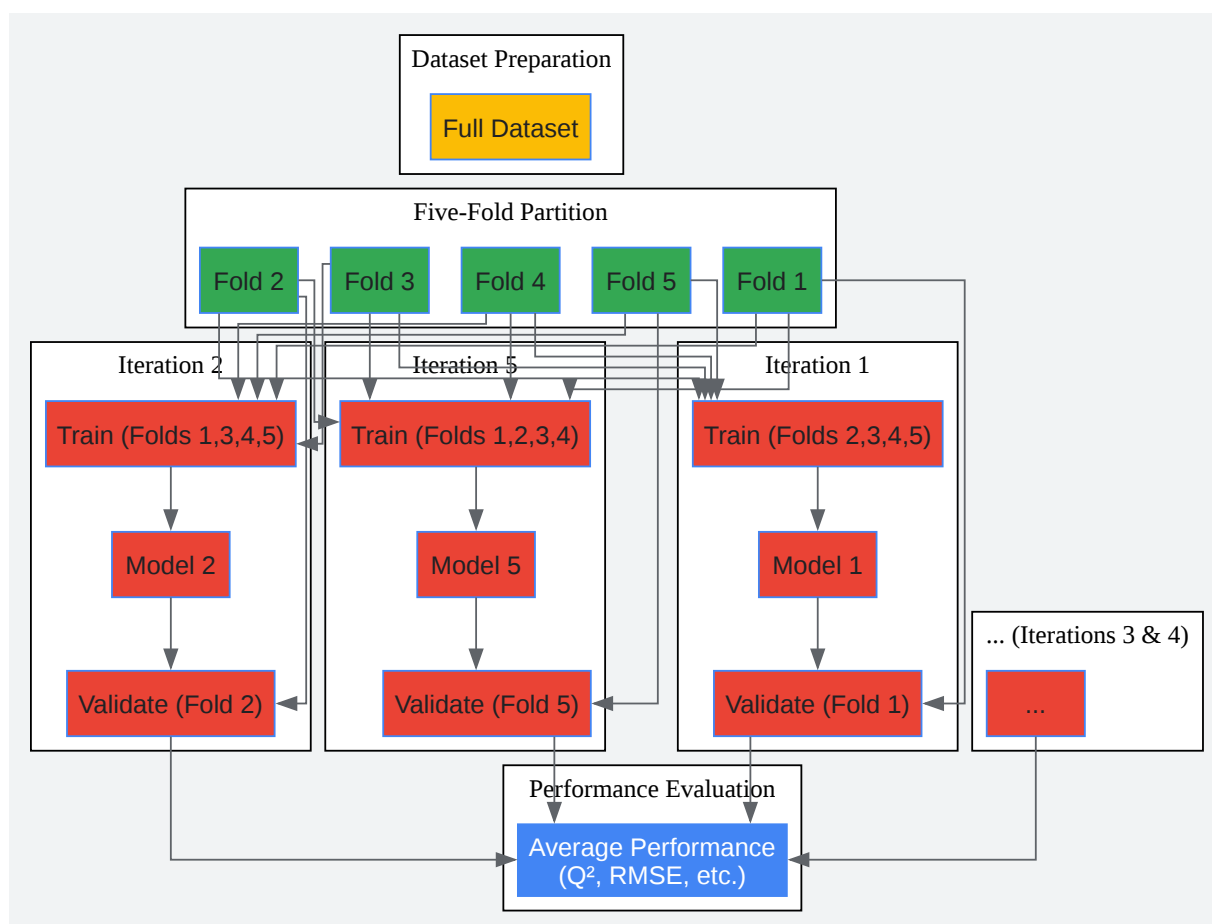 Dataset Preparation
Full Dataset
Five-Fold Partition
Fold 2
Fold 3
Fold 4
Fold 5
Fold 1
Iteration 2
Iteration 5
Iteration 1
Train (Folds 1,3,4,5)
Train (Folds 1,2,3,4)
Train (Folds 2,3,4,5)
Model 2
Model 5
Model 1
... (Iterations 3 & 4)
Validate (Fold 2)
Validate (Fold 5)
Validate (Fold 1)
...
Performance Evaluation
Average Performance
(Q², RMSE, etc.)